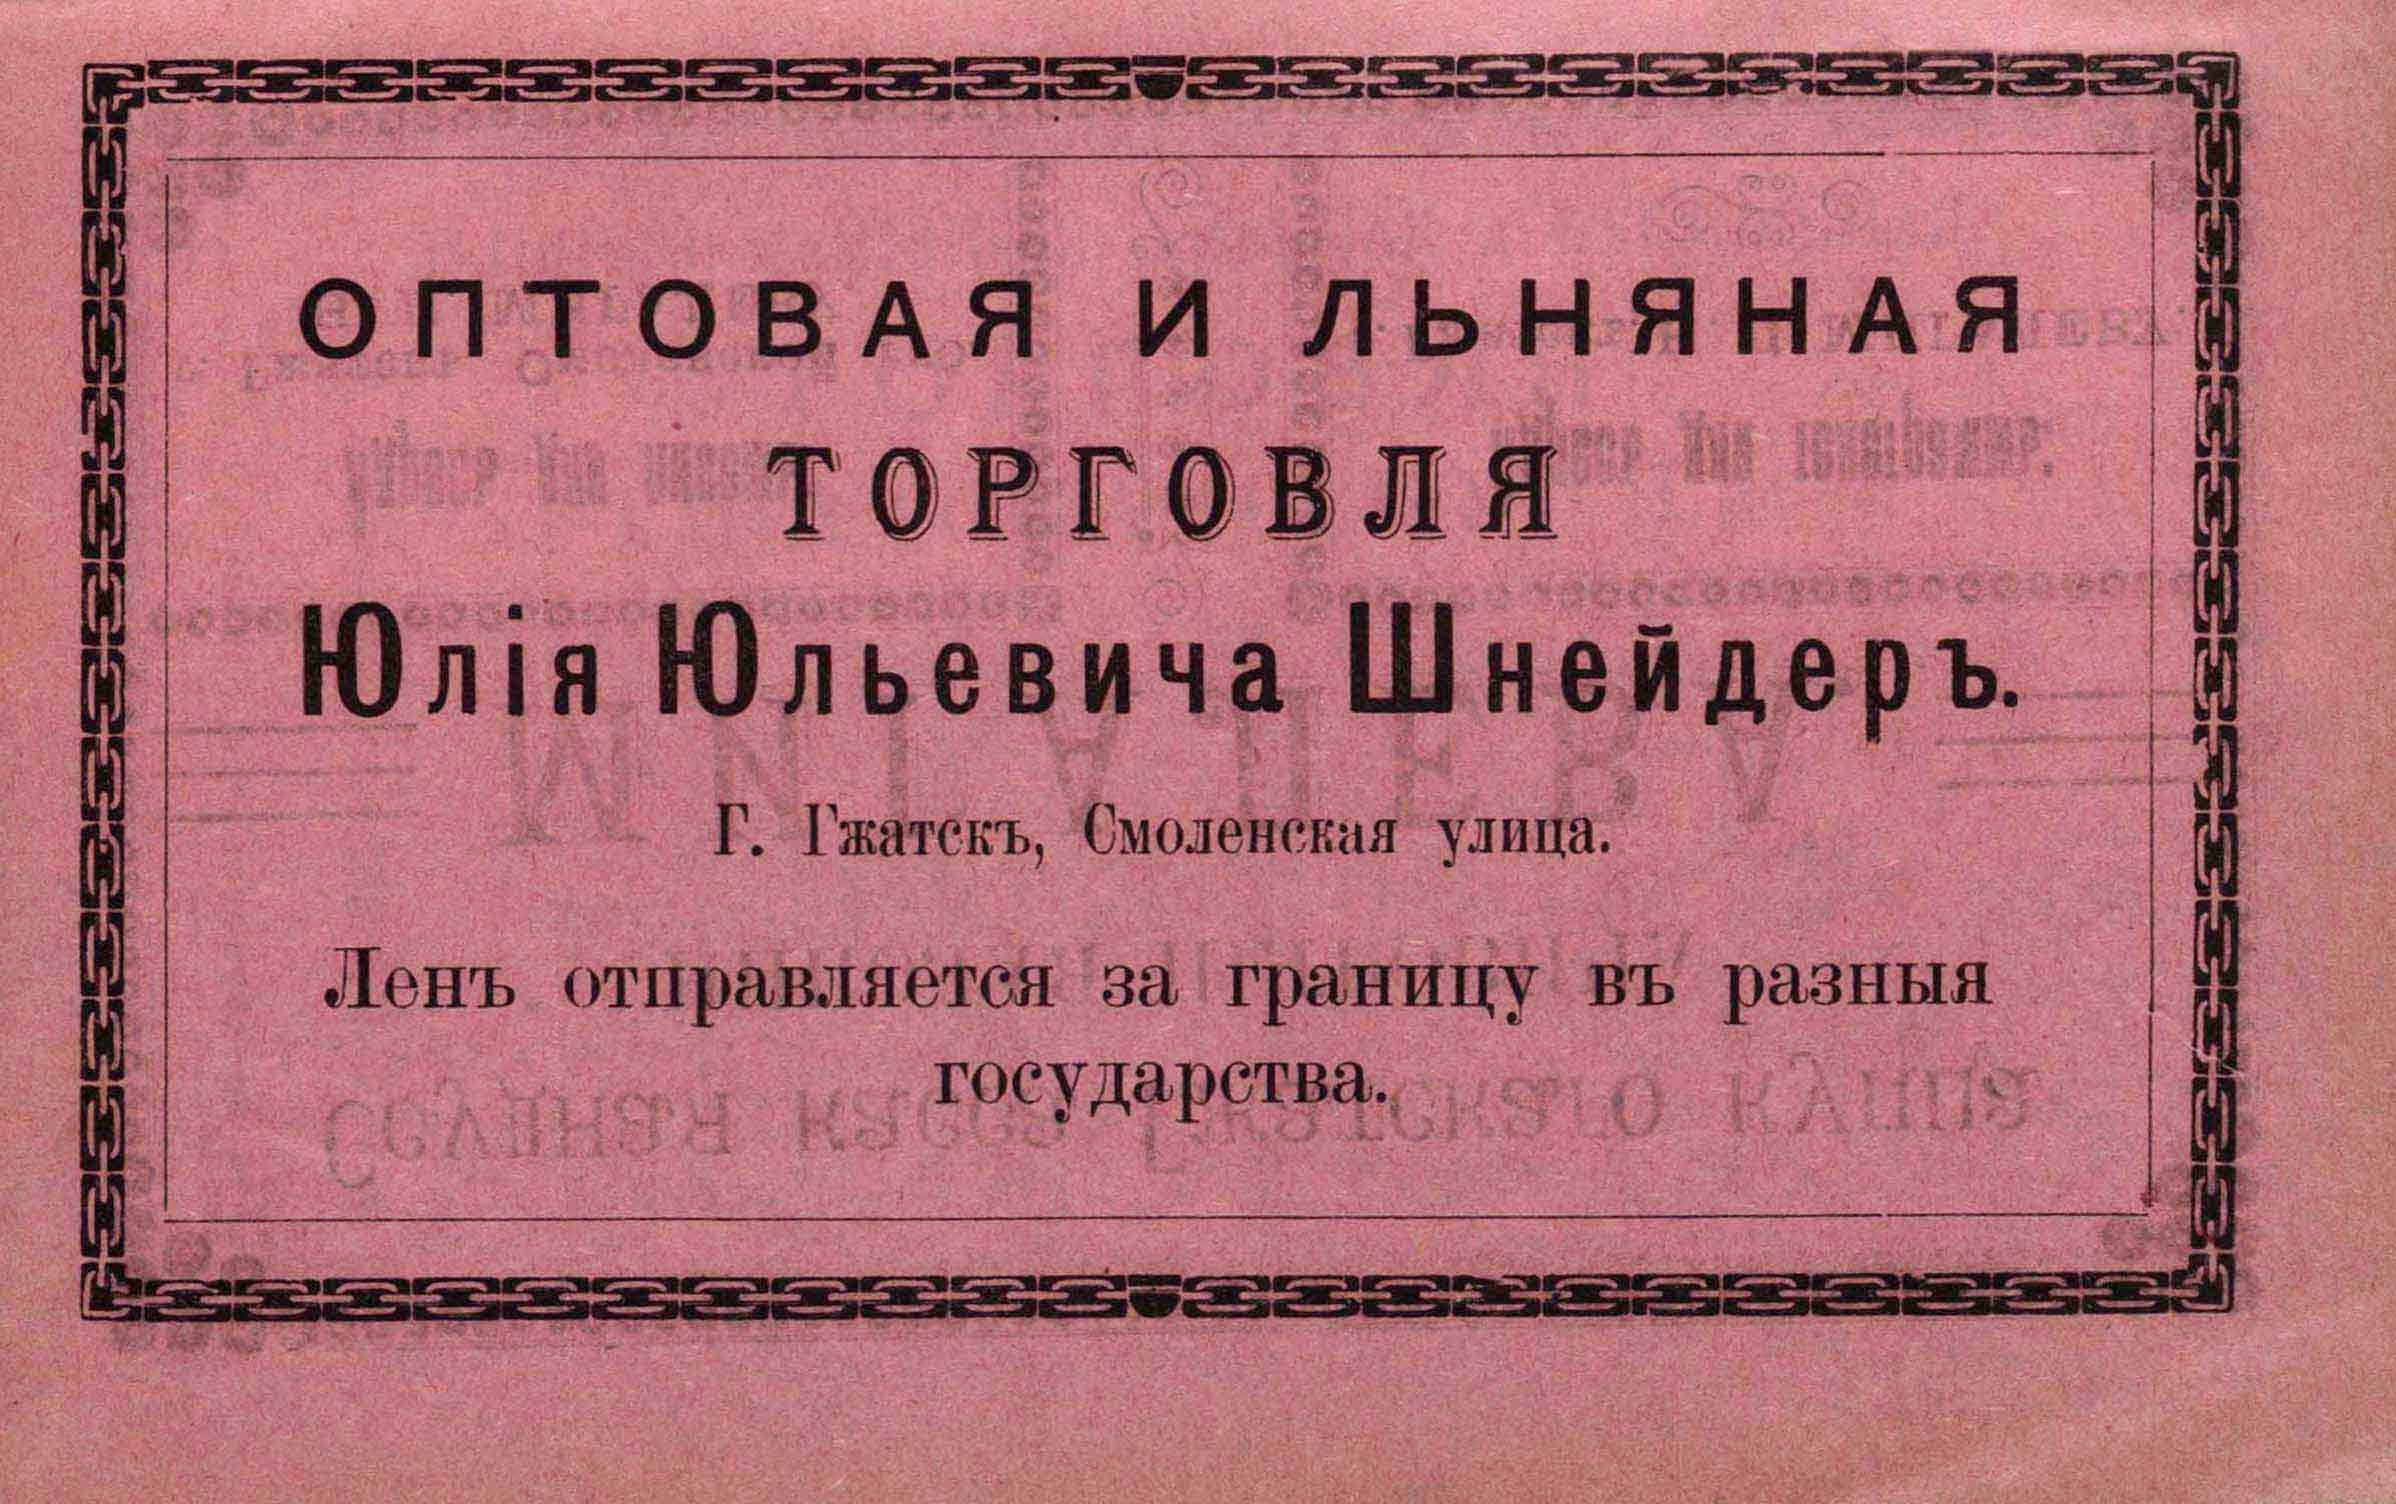 ОПТОВАЯ И ЛЬНЯНАЯ
ТОРГОВЛЯ
Юлія Юльевича Шнейдеръ.
Г. Гжатскъ, Смоленская улица.
Ленъ отправляется за границу въ разныя
государства.